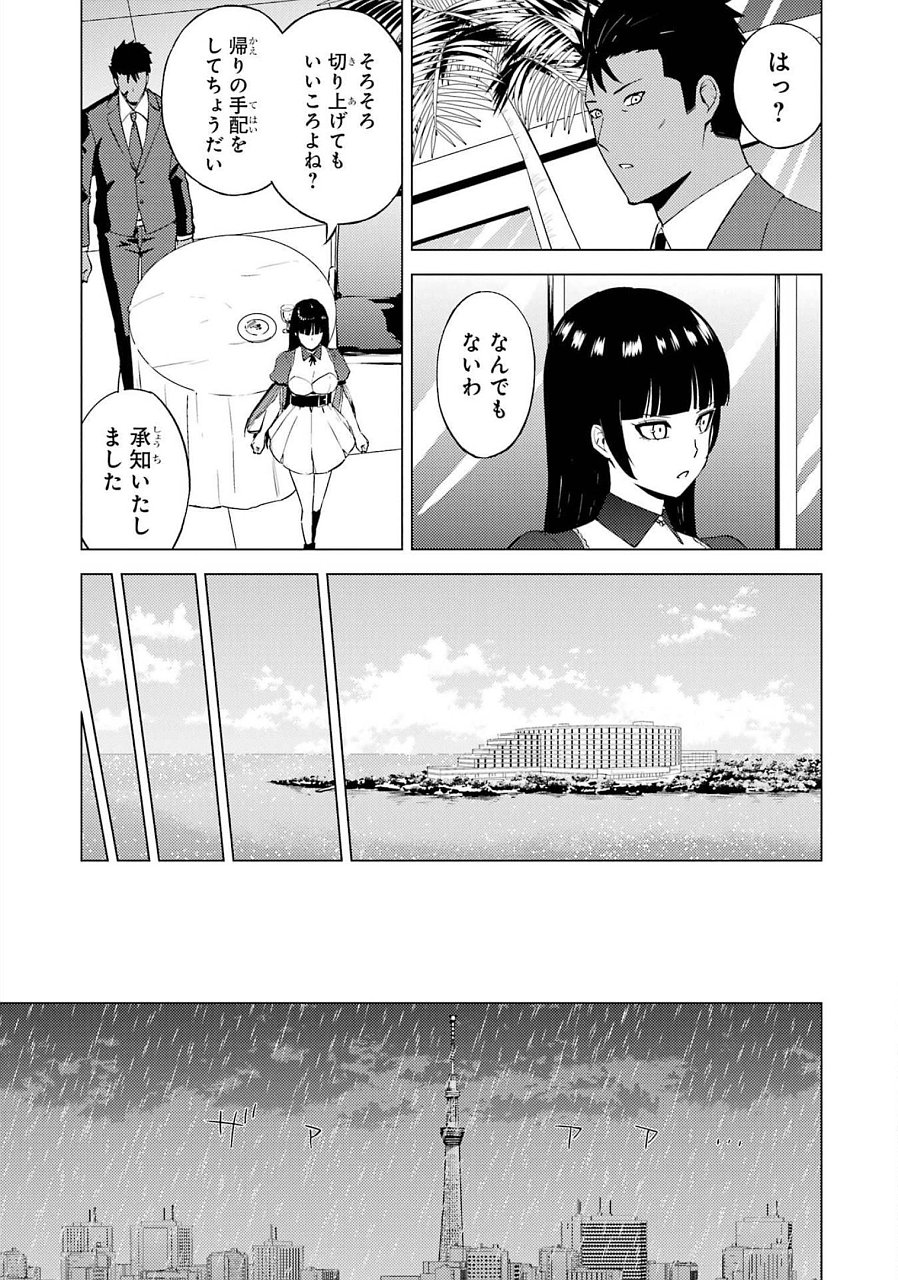 はっ?
なんでも
ないわ
そろそろ
切り上げても
いいころよね?
帰りの手配を
してちょうだい
承知いたし
ました
ザァァァ…